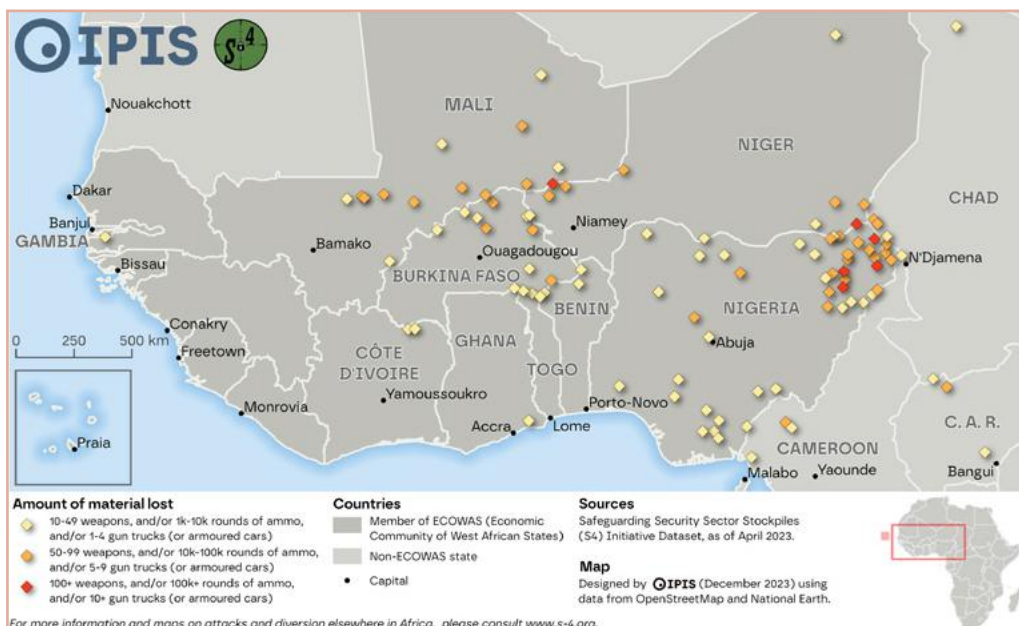 IPIS
S4
Nouakchott
MALI
NIGER
CHAD
Dakar
Banjul
GAMBIA
Bamako
Niamey
Bissau
Ouagadougou
N'Djamena
BURKINA FASO
BENIN
NIGERIA
Conakry
0 250 500 km
Freetown
CÔTE
D'IVOIRE
GHANA
TOGO
Abuja
Yamoussoukro
Monrovia
Porto-Novo
Accra
Lome
C. A. R.
Praia
CAMEROON
Malabo
Yaounde
Bangui
Amount of material lost
10-49 weapons, and/or 1k-10k rounds of ammo,
and/or 1-4 gun trucks (or armoured cars)
50-99 weapons, and/or 10k-100k rounds of ammo,
and/or 5-9 gun trucks (or armoured cars)
100+ weapons, and/or 100k+ rounds of ammo,
and/or 10+ gun trucks (or armoured cars)
Countries
Member of ECOWAS (Economic
Community of West African States)
Non-ECOWAS state
Capital
Sources
Safeguarding Security Sector Stockpiles
(S4) Initiative Dataset, as of April 2023.
Map
Designed by IPIS (December 2023) using
data from OpenStreetMap and Natural Earth.
For more information and maps on attacks and diversion elsewhere in Africa, please consult www.s-4.org.